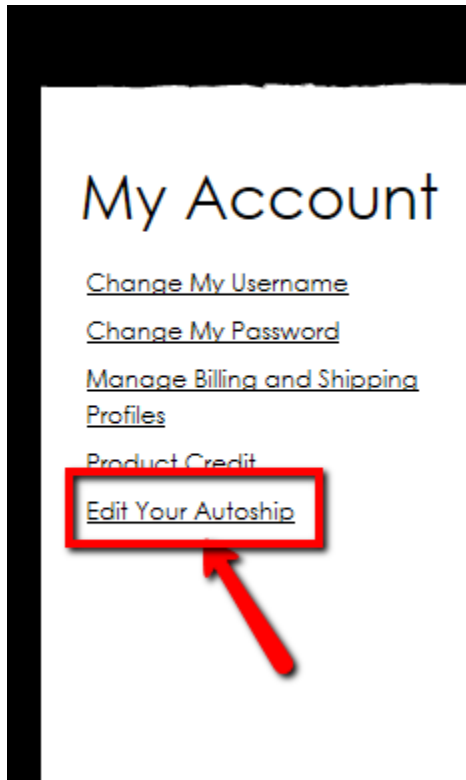 My Account
Change My Username
Change My Password
Manage Billing and Shipping
Profiles
Product Credit
Edit Your Autoship